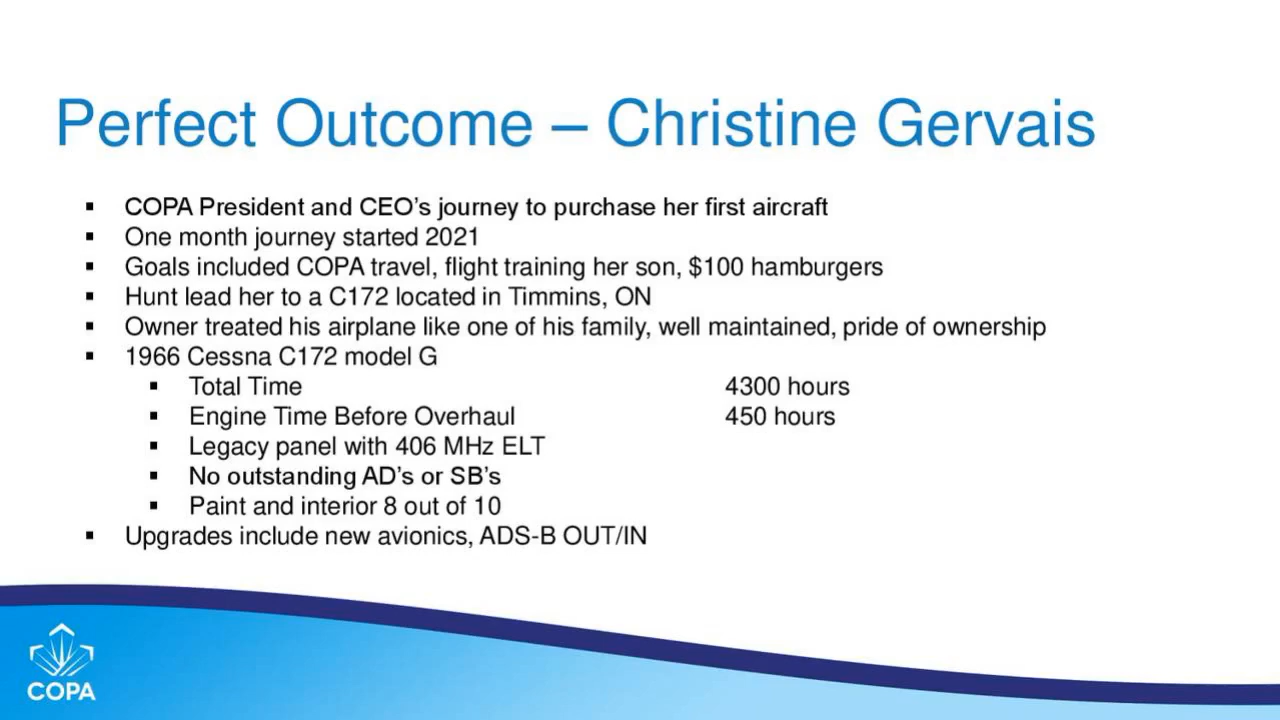 Perfect Outcome – Christine Gervais
▪ COPA President and CEO’s journey to purchase her first aircraft
▪ One month journey started 2021
▪ Goals included COPA travel, flight training her son, $100 hamburgers
▪ Hunt lead her to a C172 located in Timmins, ON
▪ Owner treated his airplane like one of his family, well maintained, pride of ownership
▪ 1966 Cessna C172 model G
▪ Total Time 4300 hours
▪ Engine Time Before Overhaul 450 hours
▪ Legacy panel with 406 MHz ELT
▪ No outstanding AD’s or SB’s
▪ Paint and interior 8 out of 10
▪ Upgrades include new avionics, ADS-B OUT/IN
COPA